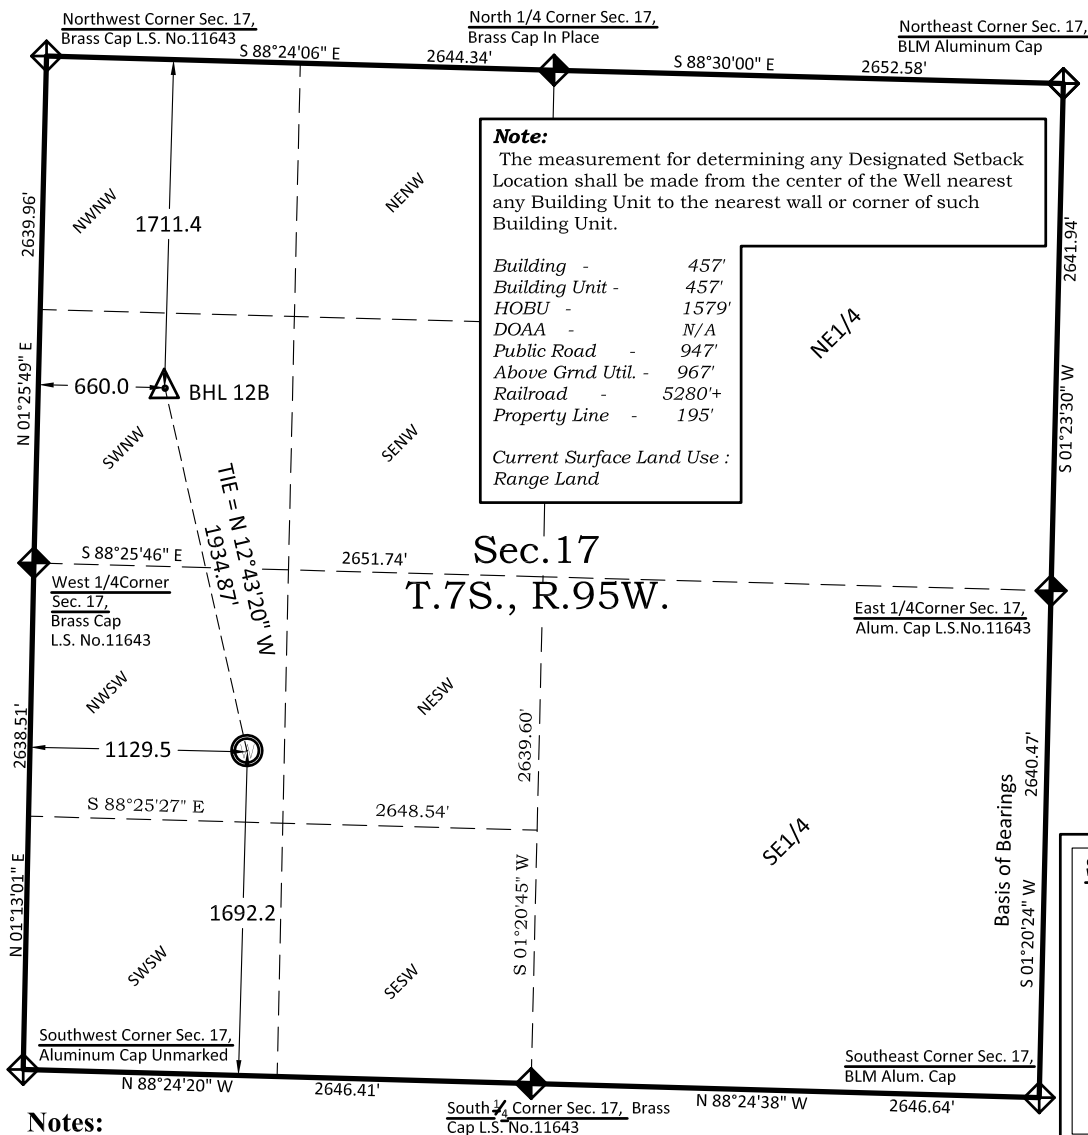 Northwest Corner Sec. 17,
Brass Cap L.S. No.11643
North 1/4 Corner Sec. 17,
Brass Cap In Place
Northeast Corner Sec. 17,
BLM Aluminum Cap
S 88°24'06" E
2644.34'
S 88°30'00" E
2652.58'
Note:
The measurement for determining any Designated Setback
Location shall be made from the center of the Well nearest
any Building Unit to the nearest wall or corner of such
Building Unit.
Building - 457'
Building Unit - 457'
HOBU - 1579'
DOAA - N/A
Public Road - 947'
Above Grnd Util. - 967'
Railroad - 5280'+
Property Line - 195'
Current Surface Land Use :
Range Land
2639.96'
NWNW
NENW
1711.4
2641.94'
NE1/4
N 01°25'49" E
660.0
BHL 12B
S 01°23'30" W
SWNW
SENW
TIE = N 12°43'20" W
1934.87'
S 88°25'46" E
2651.74'
Sec.17
T.7S., R.95W.
West 1/4Corner
Sec. 17,
Brass Cap
L.S. No.11643
East 1/4Corner Sec. 17,
Alum. Cap L.S.No.11643
NWSW
NESW
2638.51'
1129.5
2639.60'
2640.47'
S 88°25'27" E
2648.54'
SE1/4
Basis of Bearings
N 01°13'01" E
1692.2
S 01°20'45" W
S 01°20'24" W
SWSW
SESW
Southwest Corner Sec. 17,
Aluminum Cap Unmarked
Southeast Corner Sec. 17,
BLM Alum. Cap
N 88°24'20" W
2646.41'
South 1/4 Corner Sec. 17, Brass
Cap L.S. No.11643
N 88°24'38" W
2646.64'
Notes: